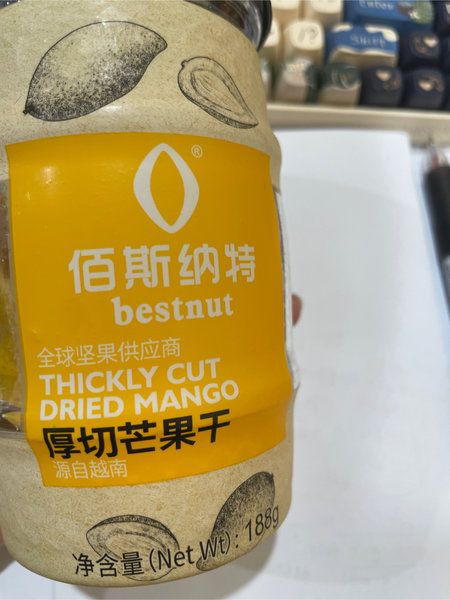 ®
佰斯纳特
bestnut
全球坚果供应商
THICKLY CUT
DRIED MANGO
厚切芒果干
源自越南
净含量(Net Wt): 188g